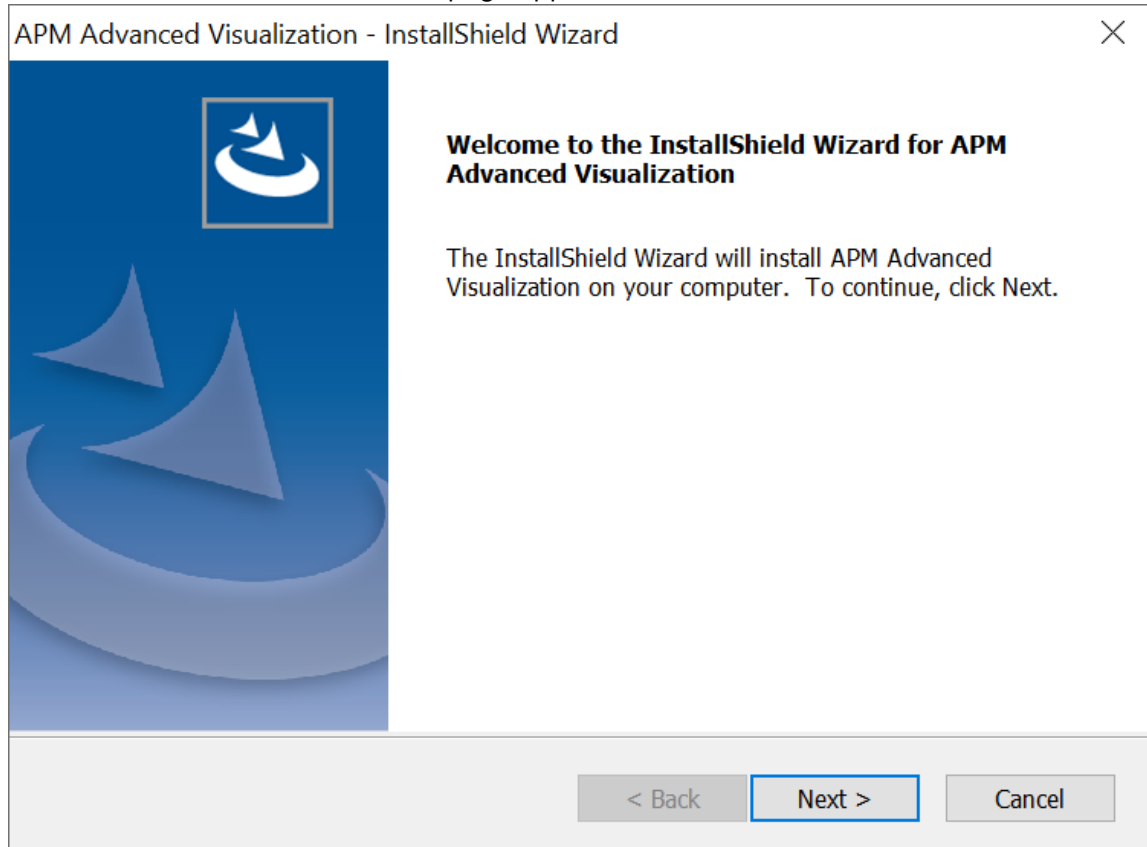 APM Advanced Visualization - InstallShield Wizard
Welcome to the InstallShield Wizard for APM
Advanced Visualization
The InstallShield Wizard will install APM Advanced
Visualization on your computer.  To continue, click Next.
< Back
Next >
Cancel